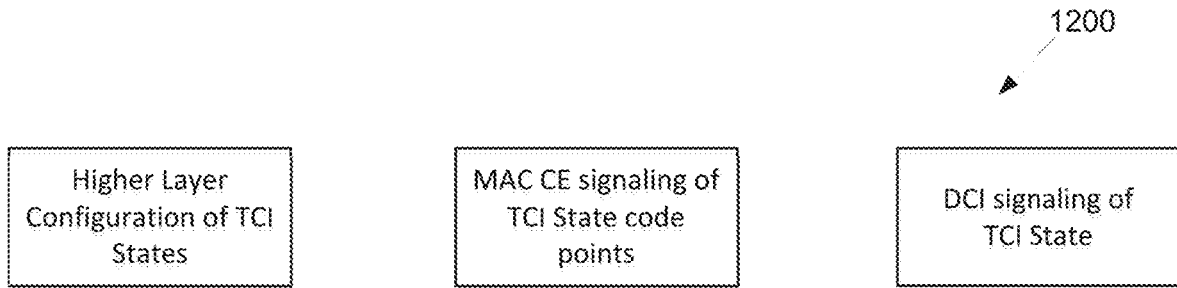 1200
Higher Layer
Configuration of TCI
States
MAC CE signaling of
TCI State code
points
DCI signaling of
TCI State